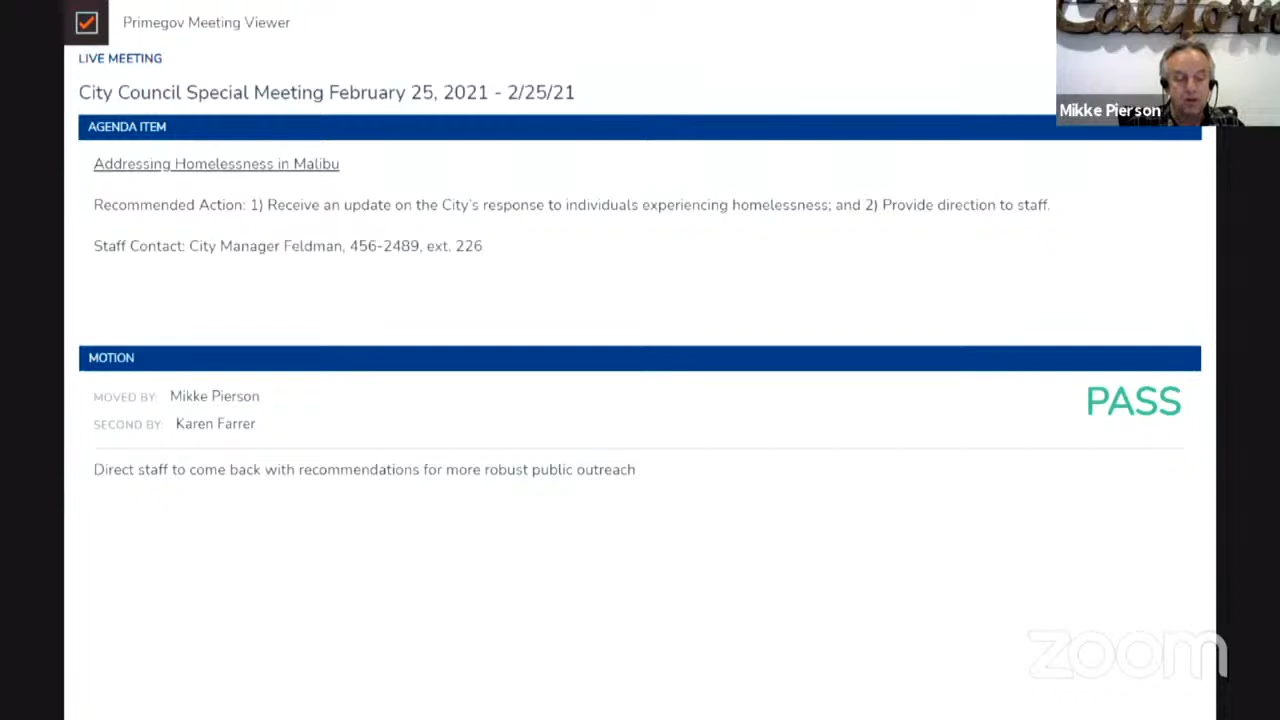 Primegov Meeting Viewer
LIVE MEETING
City Council Special Meeting February 25, 2021 - 2/25/21
AGENDA ITEM
Mikke Pierson
Addressing Homelessness in Malibu
Recommended Action: 1) Receive an update on the City's response to individuals experiencing homelessness; and 2) Provide direction to staff.
Staff Contact: City Manager Feldman, 456-2489, ext. 226
MOTION
MOVED BY: Mikke Pierson
PASS
SECOND BY: Karen Farrer
Direct staff to come back with recommendations for more robust public outreach
zoom